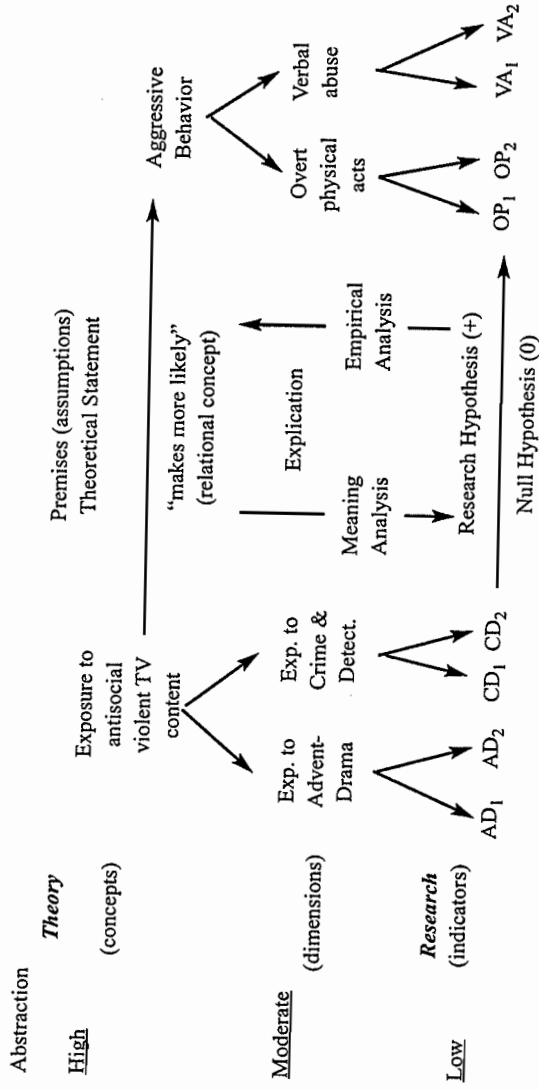 Abstraction
High
Theory
(concepts)
Exposure to
antisocial
violent TV
content
Premises (assumptions)
Theoretical Statement
“makes more likely”
(relational concept)
Aggressive
Behavior
Moderate
(dimensions)
Exp. to
Advent-
Drama
Exp. to
Crime &
Detect.
Explication
Meaning
Analysis
Empirical
Analysis
Overt
physical
acts
Verbal
abuse
Low
Research
(indicators)
AD1 AD2 CD1 CD2
Research Hypothesis (+)
Null Hypothesis (0)
OP1 OP2 VA1 VA2